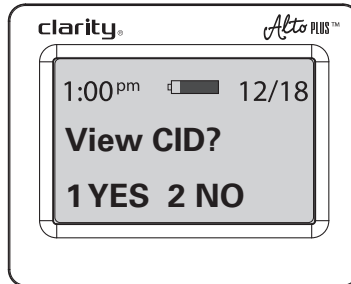 clarity® Alto PLUS™
1:00pm 12/18
View CID?
1 YES 2 NO